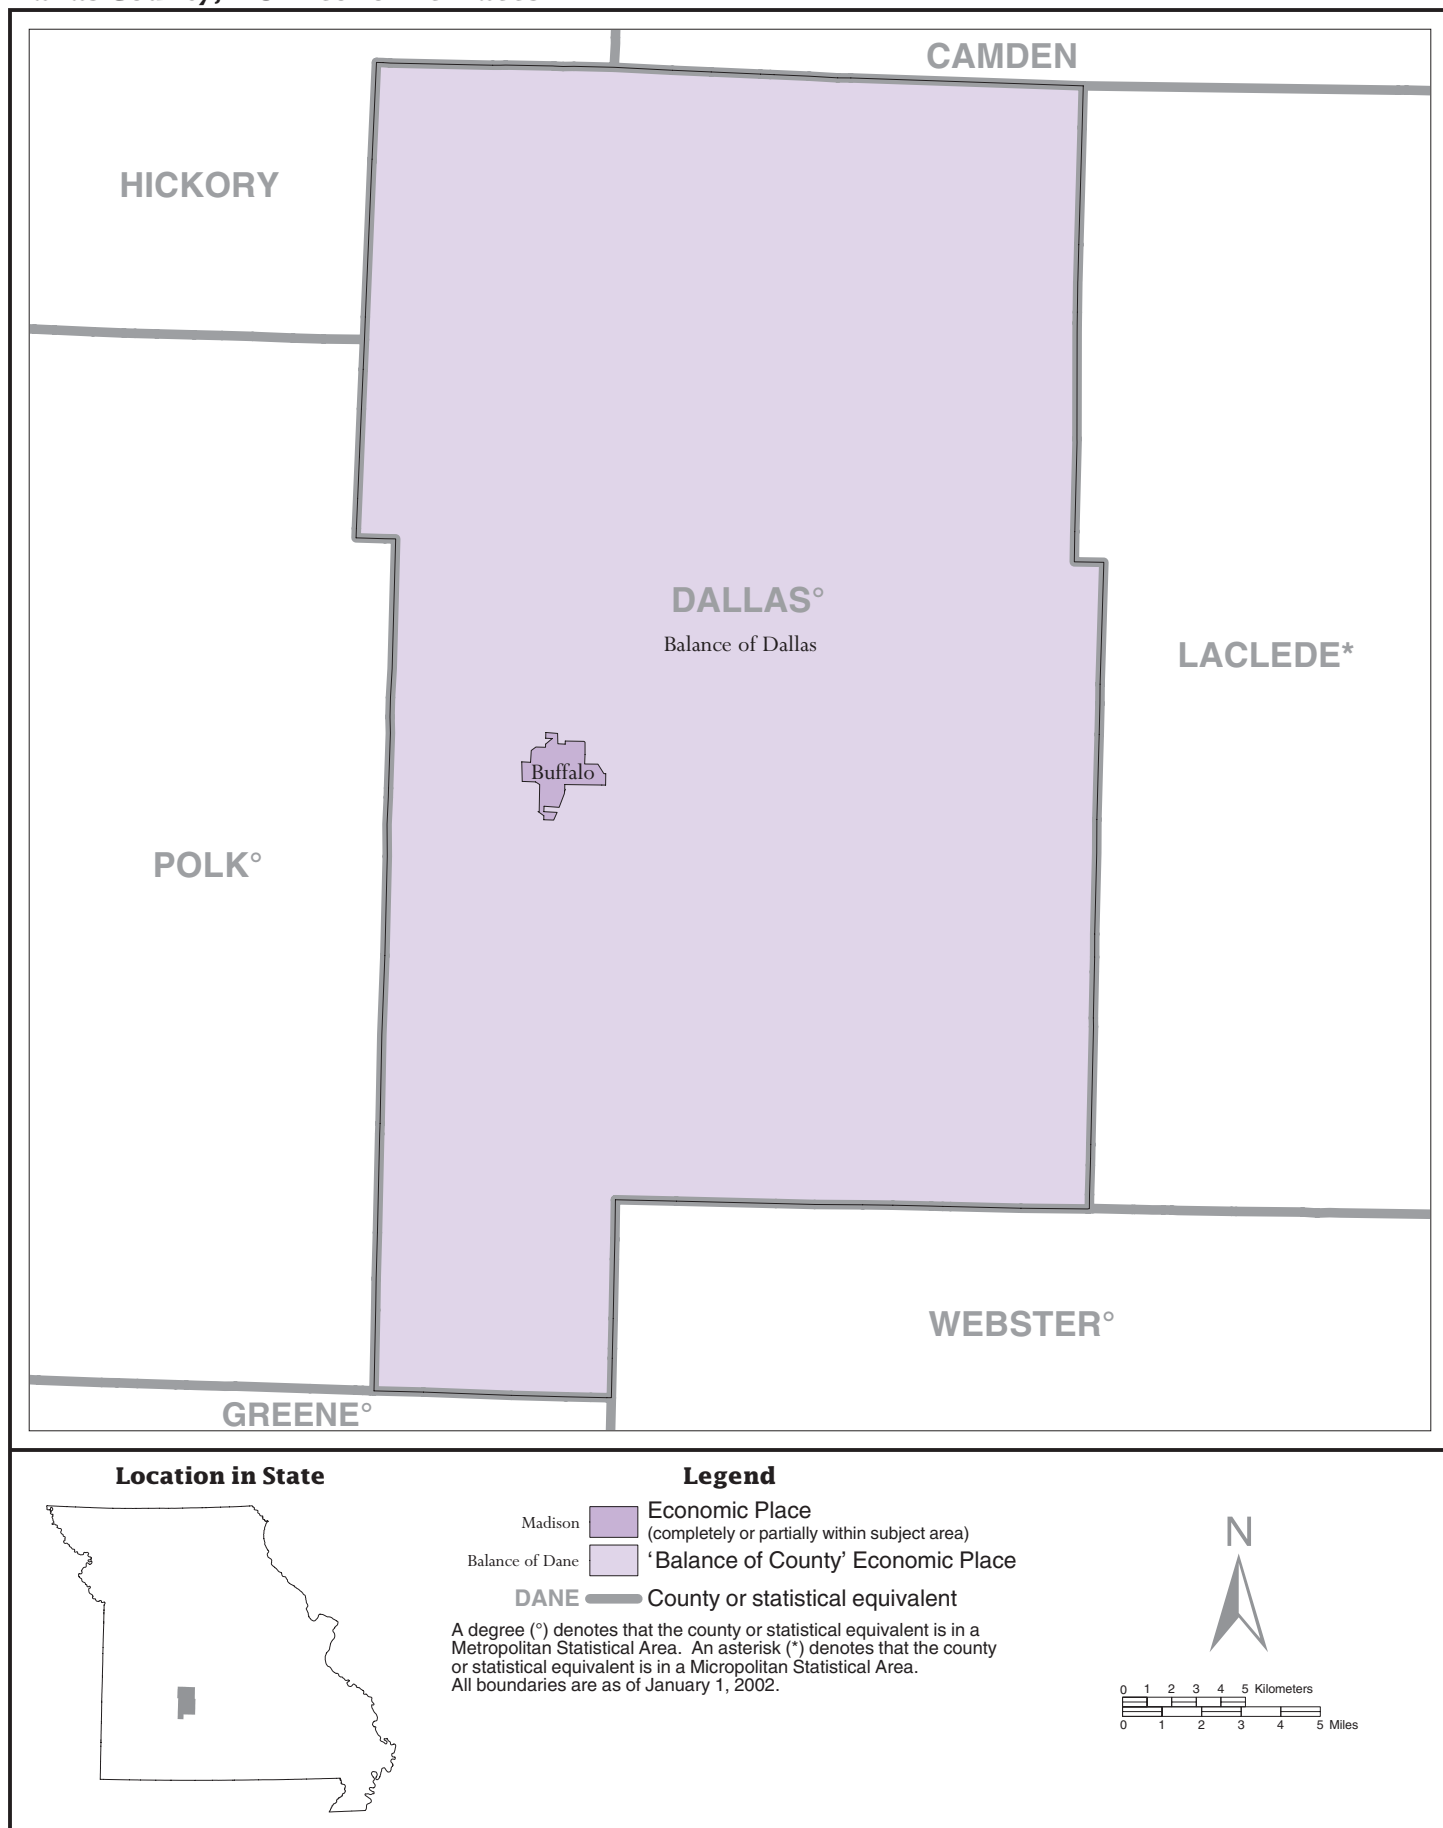 CAMDEN
HICKORY
DALLAS°
Balance of Dallas
LACLEDE*
Buffalo
POLK°
WEBSTER°
GREENE°
Location in State
Legend
Madison
Economic Place
(completely or partially within subject area)
Balance of Dane
‘Balance of County’ Economic Place
DANE
County or statistical equivalent
A degree (°) denotes that the county or statistical equivalent is in a
Metropolitan Statistical Area. An asterisk (*) denotes that the county
or statistical equivalent is in a Micropolitan Statistical Area.
All boundaries are as of January 1, 2002.
N
0 1 2 3 4 5 Kilometers
0 1 2 3 4 5 Miles